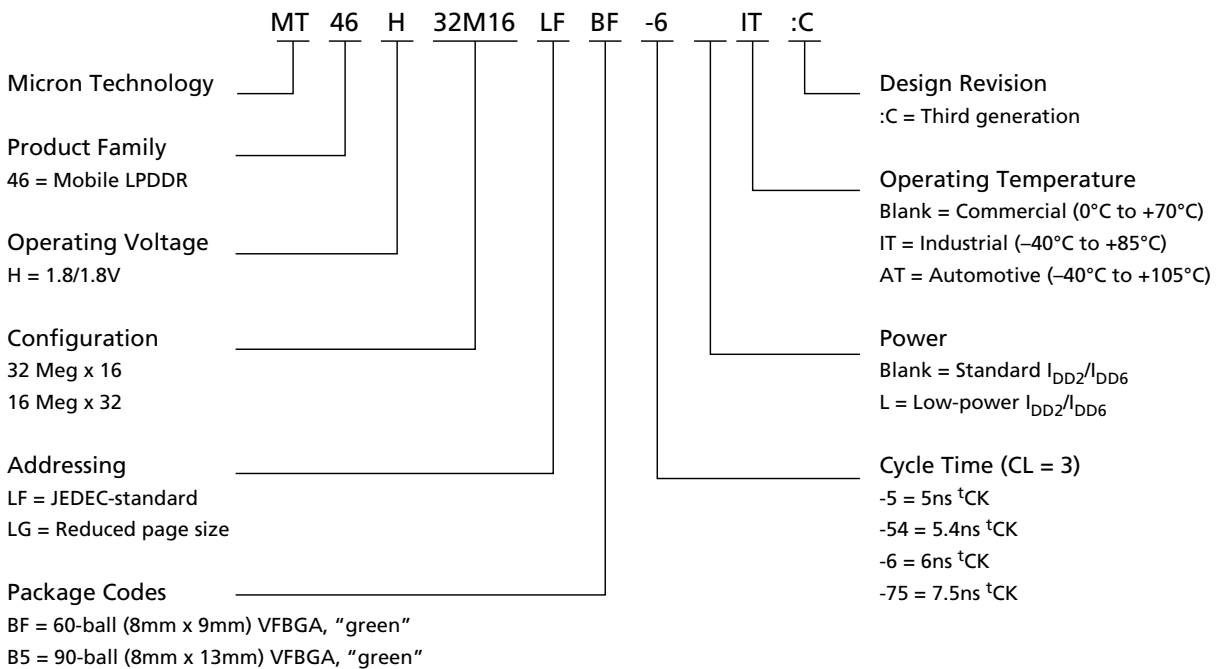 MT 46 H 32M16 LF BF -6 IT :C
Micron Technology
Product Family
46 = Mobile LPDDR
Operating Voltage
H = 1.8/1.8V
Configuration
32 Meg x 16
16 Meg x 32
Addressing
LF = JEDEC-standard
LG = Reduced page size
Package Codes
BF = 60-ball (8mm x 9mm) VFBGA, “green”
B5 = 90-ball (8mm x 13mm) VFBGA, “green”
Design Revision
:C = Third generation
Operating Temperature
Blank = Commercial (0°C to +70°C)
IT = Industrial (–40°C to +85°C)
AT = Automotive (–40°C to +105°C)
Power
Blank = Standard IDD2/IDD6
L = Low-power IDD2/IDD6
Cycle Time (CL = 3)
-5 = 5ns tCK
-54 = 5.4ns tCK
-6 = 6ns tCK
-75 = 7.5ns tCK